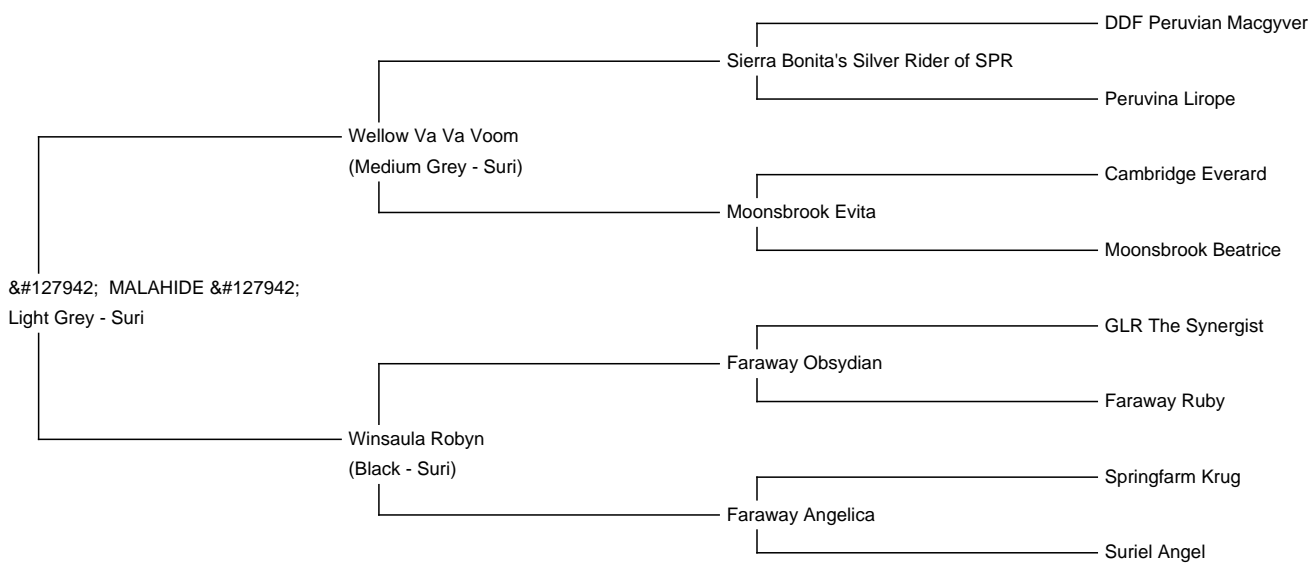 DDF Peruvian Macgyver
Sierra Bonita's Silver Rider of SPR
Peruvina Lirope
Wellow Va Va Voom
(Medium Grey - Suri)
Cambridge Everard
Moonsbrook Evita
Moonsbrook Beatrice
&#127942; MALAHIDE &#127942;
Light Grey - Suri
GLR The Synergist
Faraway Obsydian
Faraway Ruby
Winsaula Robyn
(Black - Suri)
Springfarm Krug
Faraway Angelica
Suriel Angel